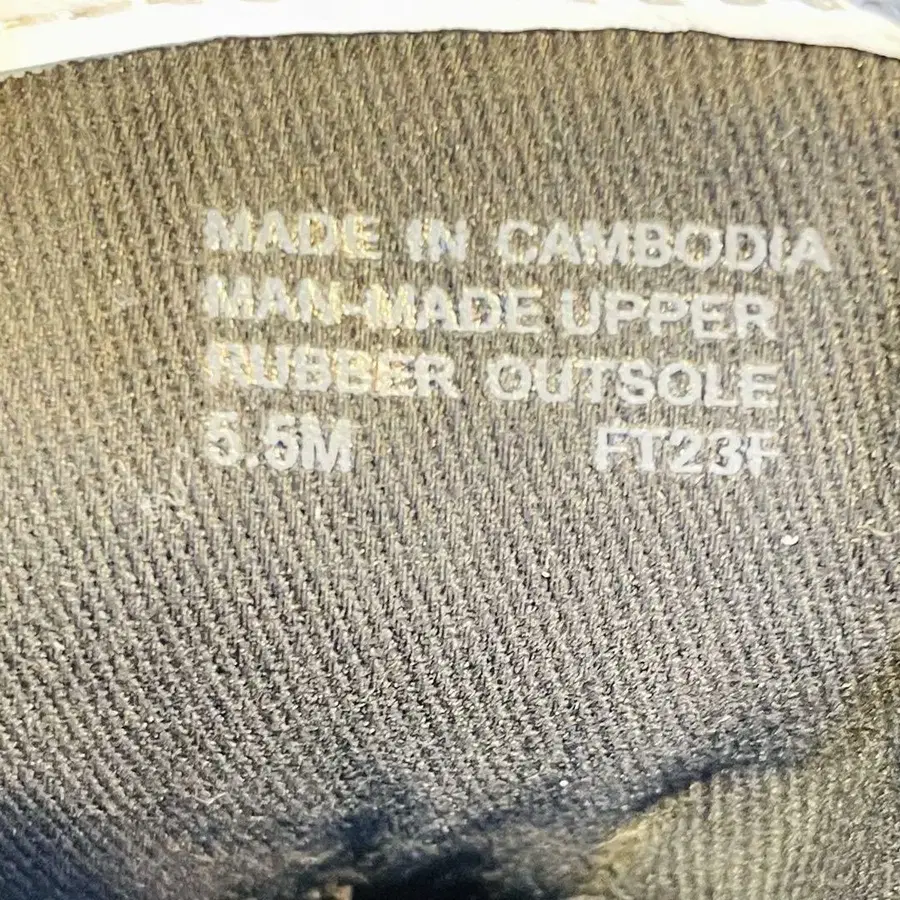 MADE IN CAMBODIA
MAN-MADE UPPER
RUBBER OUTSOLE
5.5M FT23F